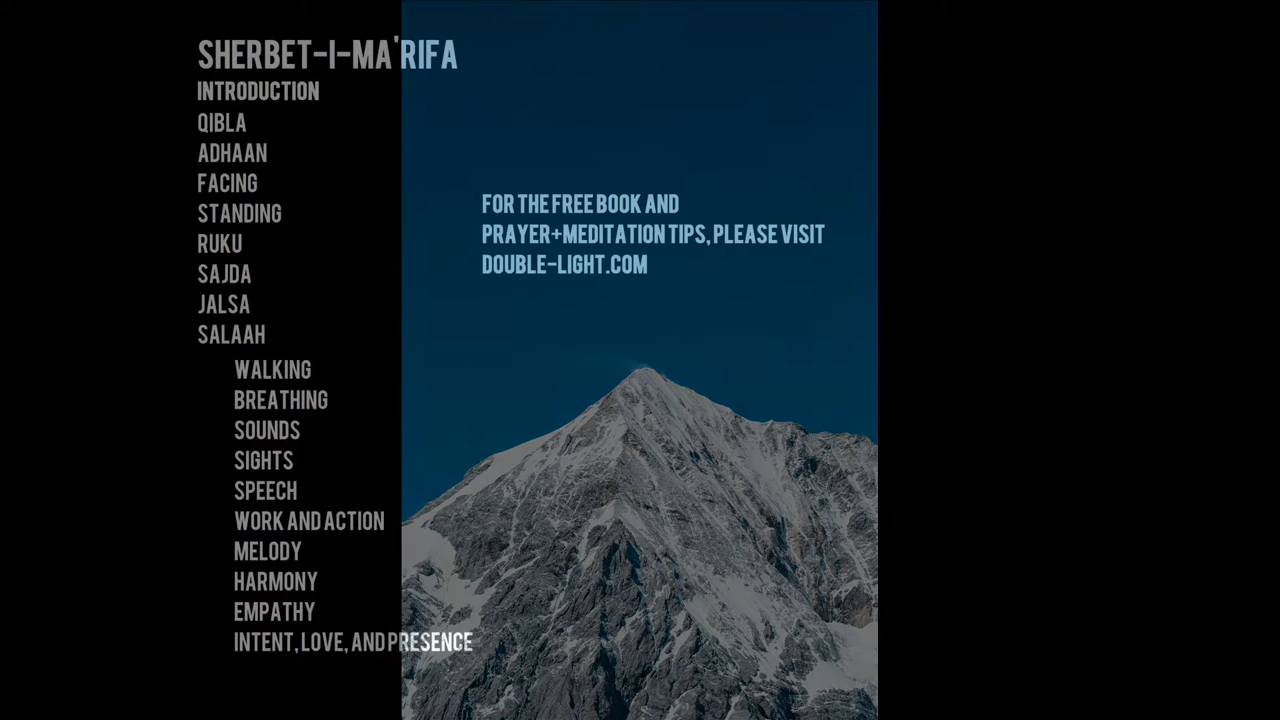 SHERBET-I-MA'RIFA
INTRODUCTION
QIBLA
ADHAAN
FACING
STANDING
RUKU
SAJDA
JALSA
SALAAH
WALKING
BREATHING
SOUNDS
SIGHTS
SPEECH
WORK AND ACTION
MELODY
HARMONY
EMPATHY
INTENT, LOVE, AND PRESENCE
FOR THE FREE BOOK AND
PRAYER+MEDITATION TIPS, PLEASE VISIT
DOUBLE-LIGHT.COM